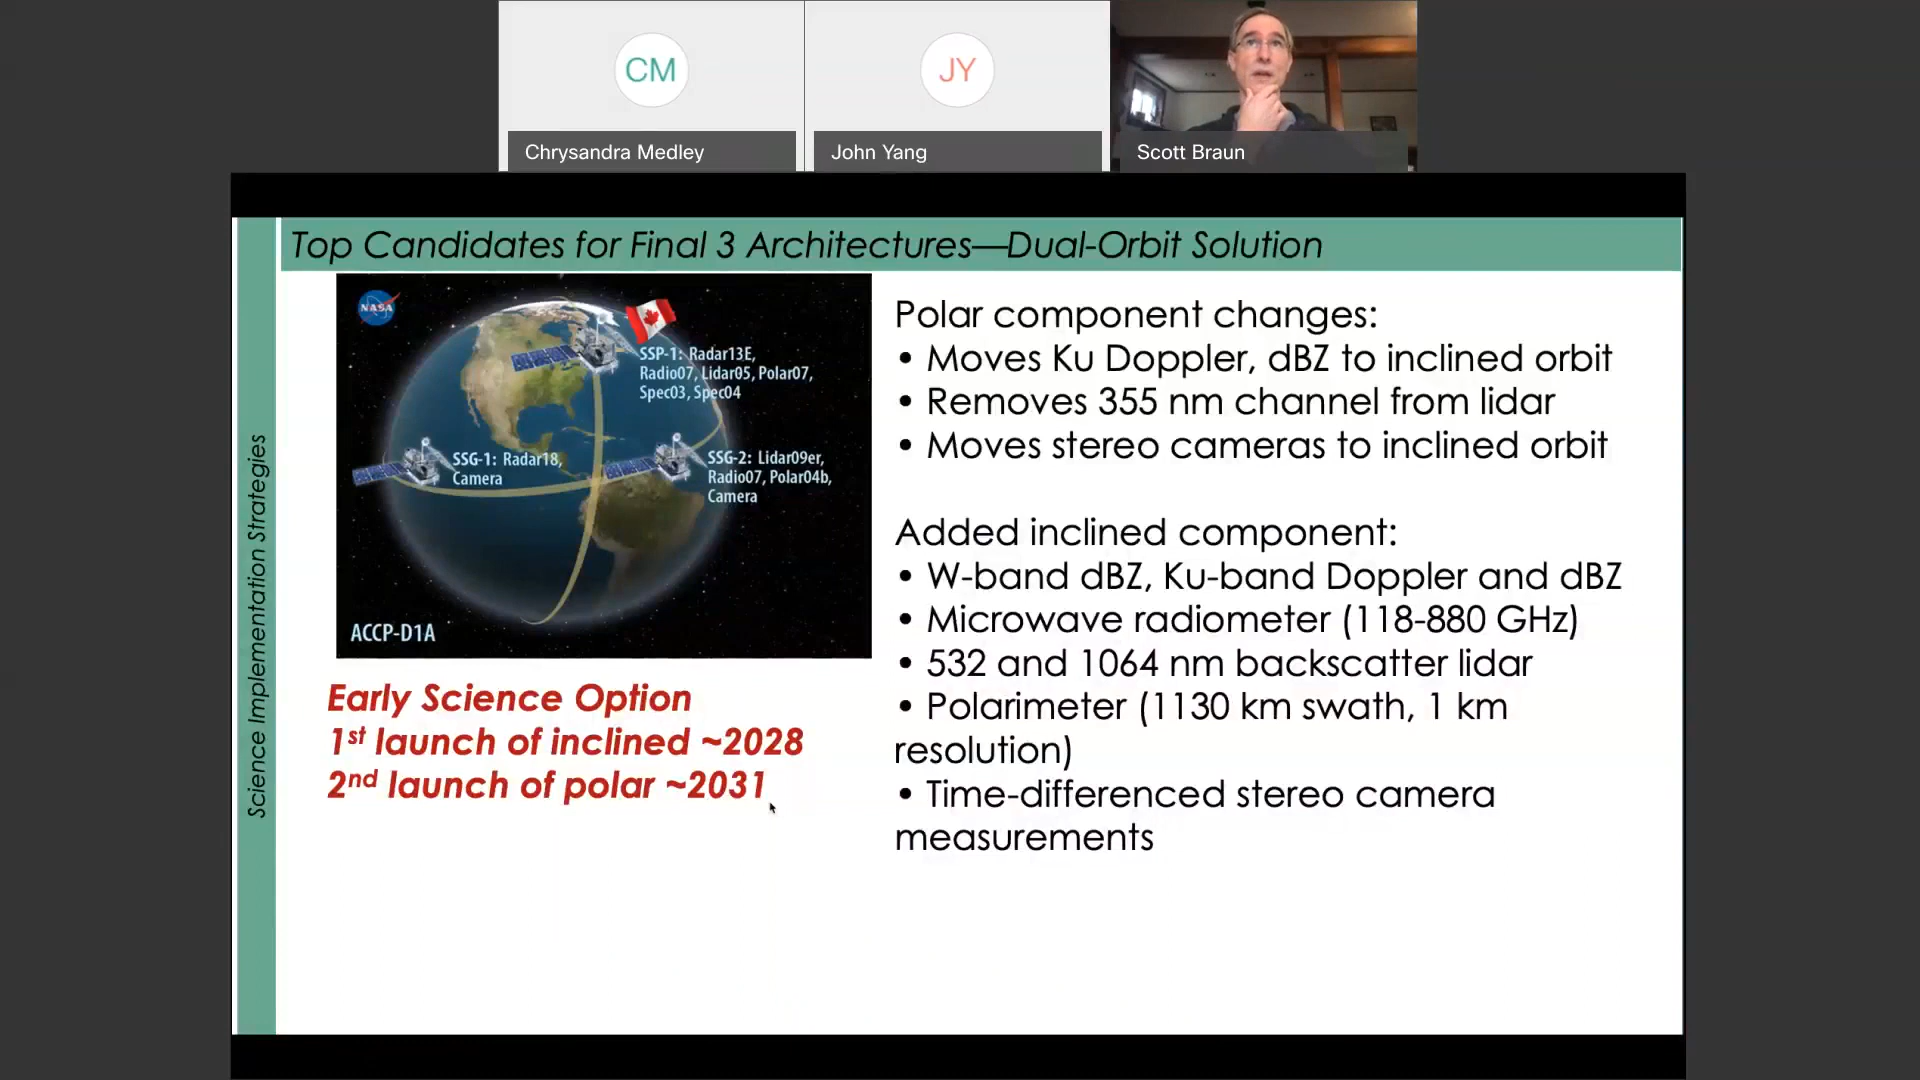 CM
JY
Chrysandra Medley
John Yang
Scott Braun
Top Candidates for Final 3 Architectures—Dual-Orbit Solution
Science Implementation Strategies
NASA
SSP-1: Radar13E,
Radio07, Lidar05, Polar07,
Spec03, Spec04
SSG-1: Radar18,
Camera
SSG-2: Lidar09er,
Radio07, Polar04b,
Camera
ACCP-D1A
Early Science Option
1st launch of inclined ~2028
2nd launch of polar ~2031
Polar component changes:
• Moves Ku Doppler, dBZ to inclined orbit
• Removes 355 nm channel from lidar
• Moves stereo cameras to inclined orbit
Added inclined component:
• W-band dBZ, Ku-band Doppler and dBZ
• Microwave radiometer (118-880 GHz)
• 532 and 1064 nm backscatter lidar
• Polarimeter (1130 km swath, 1 km
resolution)
• Time-differenced stereo camera
measurements